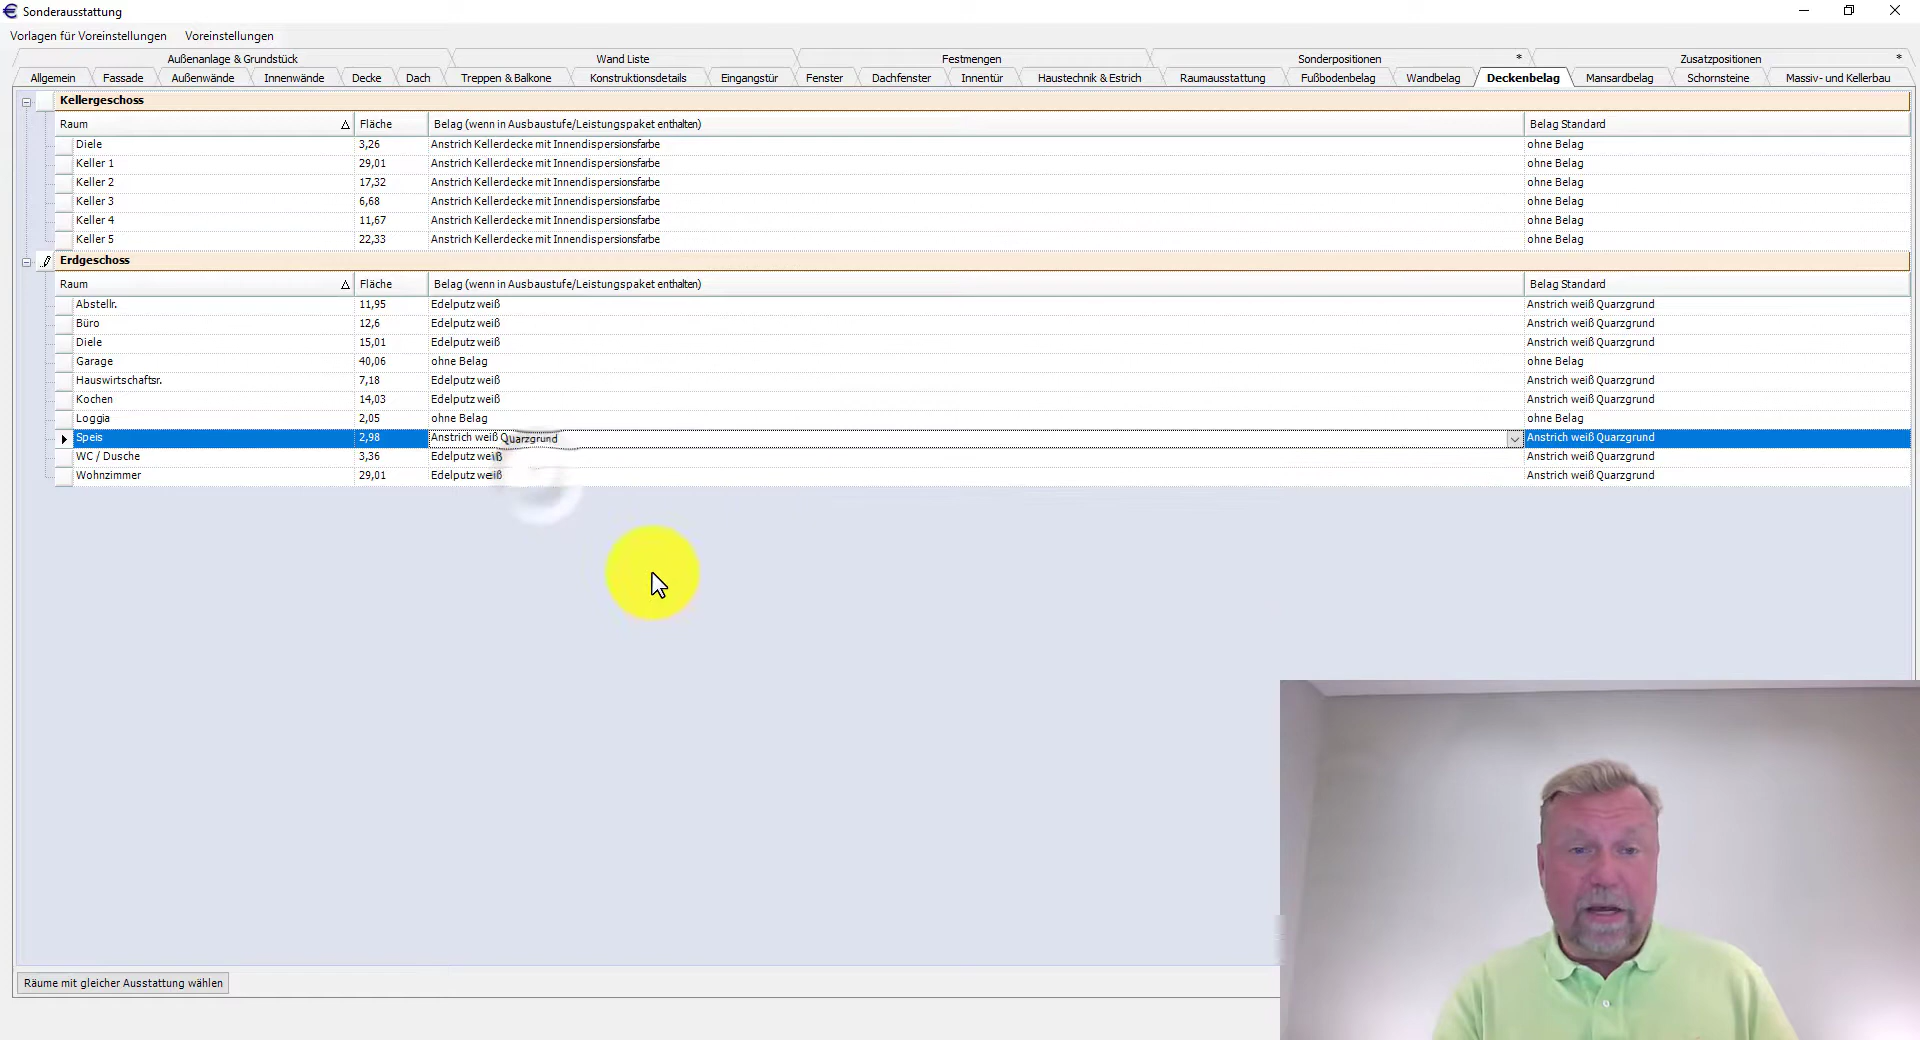 Sonderausstattung
Vorlagen für Voreinstellungen Voreinstellungen
Außenanlage & Grundstück Wand Liste Festmengen Sonderpositionen * Zusatzpositionen *
Allgemein Fassade Außenwände Innenwände Decke Dach Treppen & Balkone Konstruktionsdetails Eingangstür Fenster Dachfenster Innentür Haustechnik & Estrich Raumausstattung Fußbodenbelag Wandbelag Deckenbelag Mansardbelag Schornsteine Massiv- und Kellerbau
Kellergeschoss
Raum Fläche Belag (wenn in Ausbaustufe/Leistungspaket enthalten) Belag Standard
Diele 3,26 Anstrich Kellerdecke mit Innendispersionsfarbe ohne Belag
Keller 1 29,01 Anstrich Kellerdecke mit Innendispersionsfarbe ohne Belag
Keller 2 17,32 Anstrich Kellerdecke mit Innendispersionsfarbe ohne Belag
Keller 3 6,68 Anstrich Kellerdecke mit Innendispersionsfarbe ohne Belag
Keller 4 11,67 Anstrich Kellerdecke mit Innendispersionsfarbe ohne Belag
Keller 5 22,33 Anstrich Kellerdecke mit Innendispersionsfarbe ohne Belag
Erdgeschoss
Raum Fläche Belag (wenn in Ausbaustufe/Leistungspaket enthalten) Belag Standard
Abstellr. 11,95 Edelputz weiß Anstrich weiß Quarzgrund
Büro 12,6 Edelputz weiß Anstrich weiß Quarzgrund
Diele 15,01 Edelputz weiß Anstrich weiß Quarzgrund
Garage 40,06 ohne Belag ohne Belag
Hauswirtschaftsr. 7,18 Edelputz weiß Anstrich weiß Quarzgrund
Kochen 14,03 Edelputz weiß Anstrich weiß Quarzgrund
Loggia 2,05 ohne Belag ohne Belag
Speis 2,98 Anstrich weiß Quarzgrund Anstrich weiß Quarzgrund
WC / Dusche 3,36 Edelputz weiß Anstrich weiß Quarzgrund
Wohnzimmer 29,01 Edelputz weiß Anstrich weiß Quarzgrund
Räume mit gleicher Ausstattung wählen